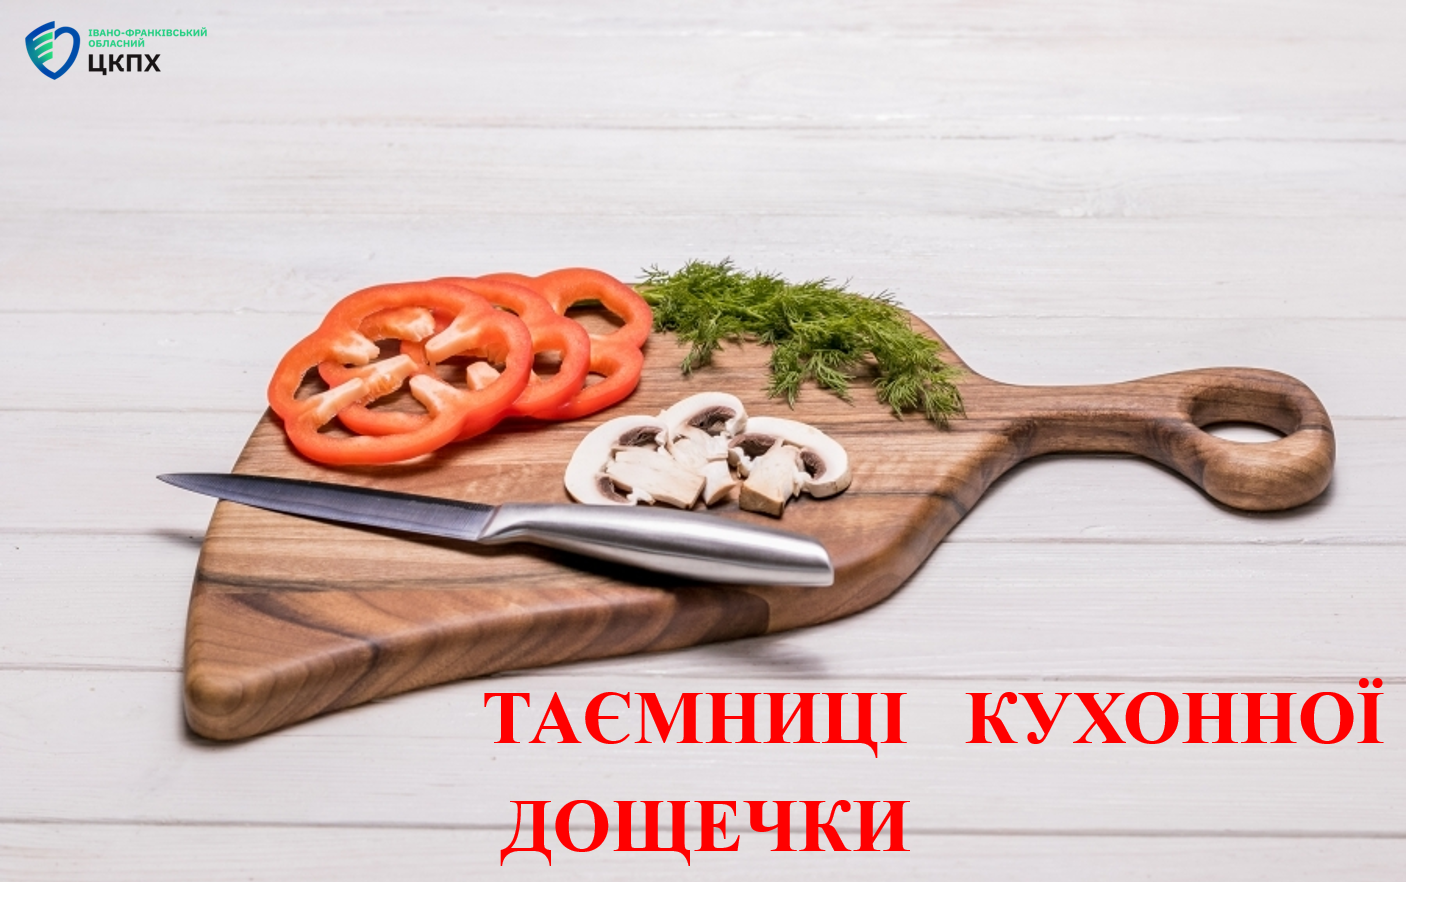 ІВАНО-ФРАНКІВСЬКИЙ
ОБЛАСНИЙ
ЦКПХ
ТАЄМНИЦІ КУХОННОЇ
ДОЩЕЧКИ